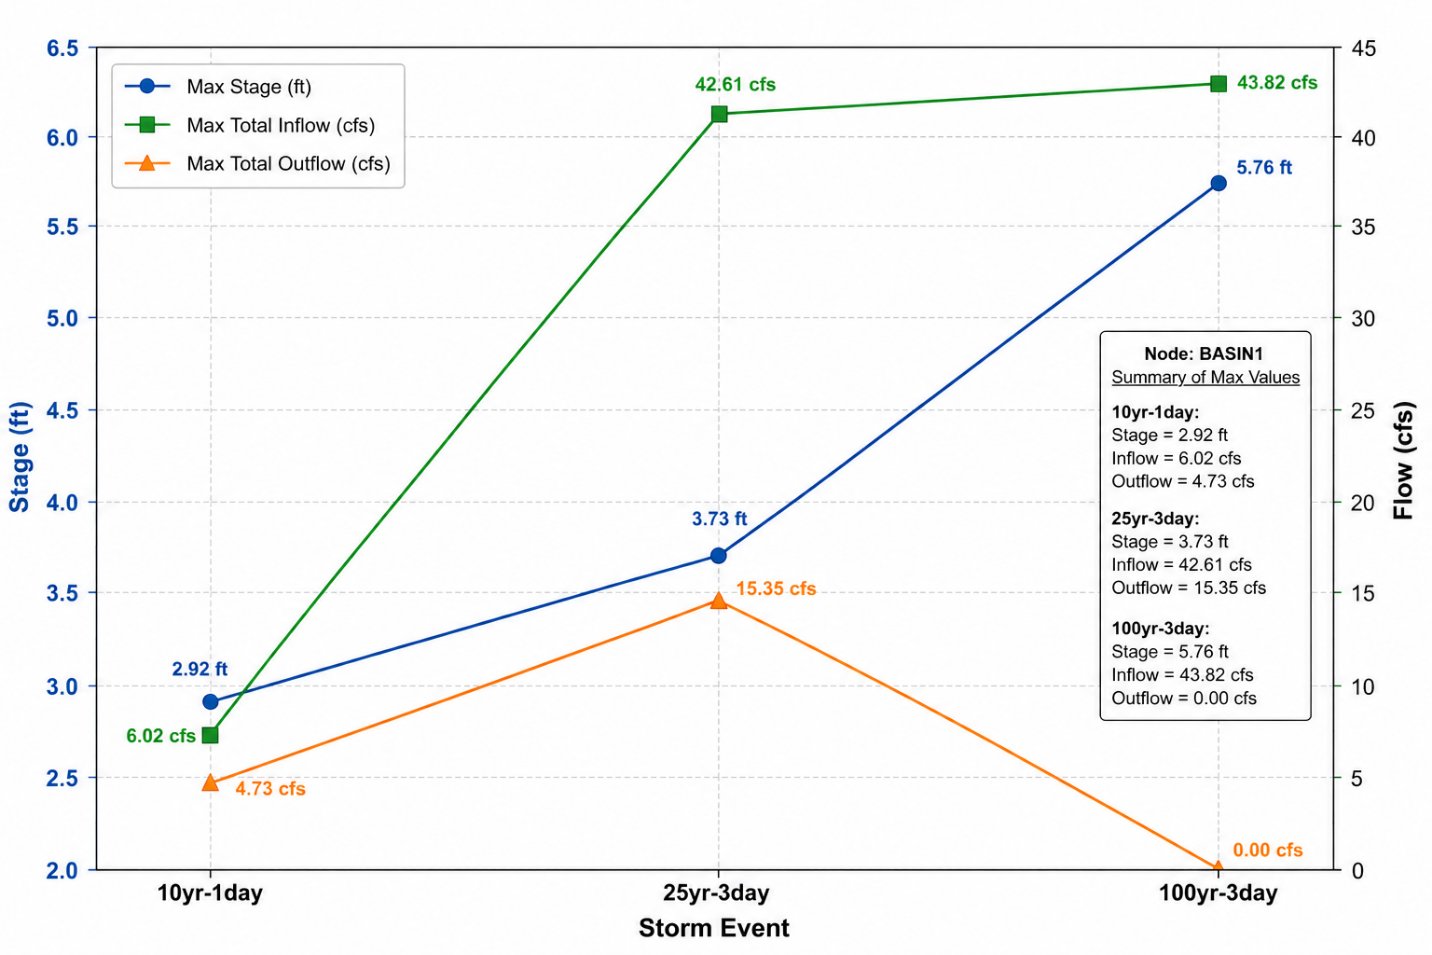 Max Stage (ft)
Max Total Inflow (cfs)
Max Total Outflow (cfs)
6.5
6.0
5.5
5.0
4.5
4.0
3.5
3.0
2.5
2.0
Stage (ft)
45
40
35
30
25
20
15
10
5
0
Flow (cfs)
42.61 cfs
43.82 cfs
5.76 ft
3.73 ft
15.35 cfs
2.92 ft
6.02 cfs
4.73 cfs
0.00 cfs
Node: BASIN1
Summary of Max Values
10yr-1day:
Stage = 2.92 ft
Inflow = 6.02 cfs
Outflow = 4.73 cfs
25yr-3day:
Stage = 3.73 ft
Inflow = 42.61 cfs
Outflow = 15.35 cfs
100yr-3day:
Stage = 5.76 ft
Inflow = 43.82 cfs
Outflow = 0.00 cfs
10yr-1day
25yr-3day
100yr-3day
Storm Event